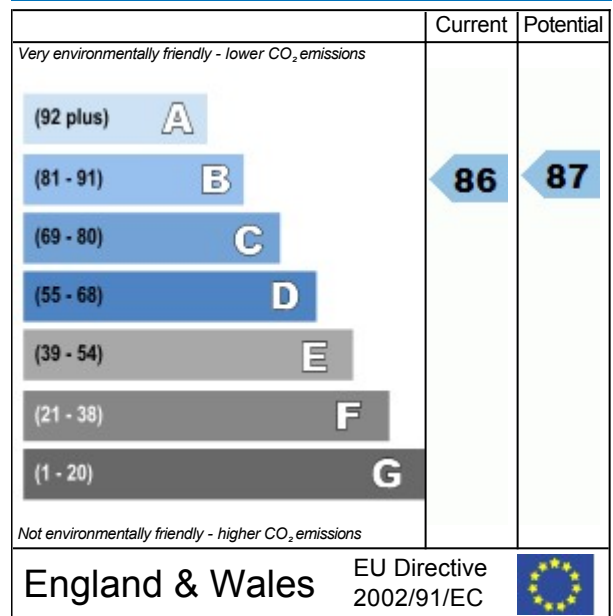 Current Potential
Very environmentally friendly - lower CO₂ emissions
(92 plus) A
(81 - 91) B
86
87
(69 - 80) C
(55 - 68) D
(39 - 54) E
(21 - 38) F
(1 - 20) G
Not environmentally friendly - higher CO₂ emissions
England & Wales
EU Directive
2002/91/EC